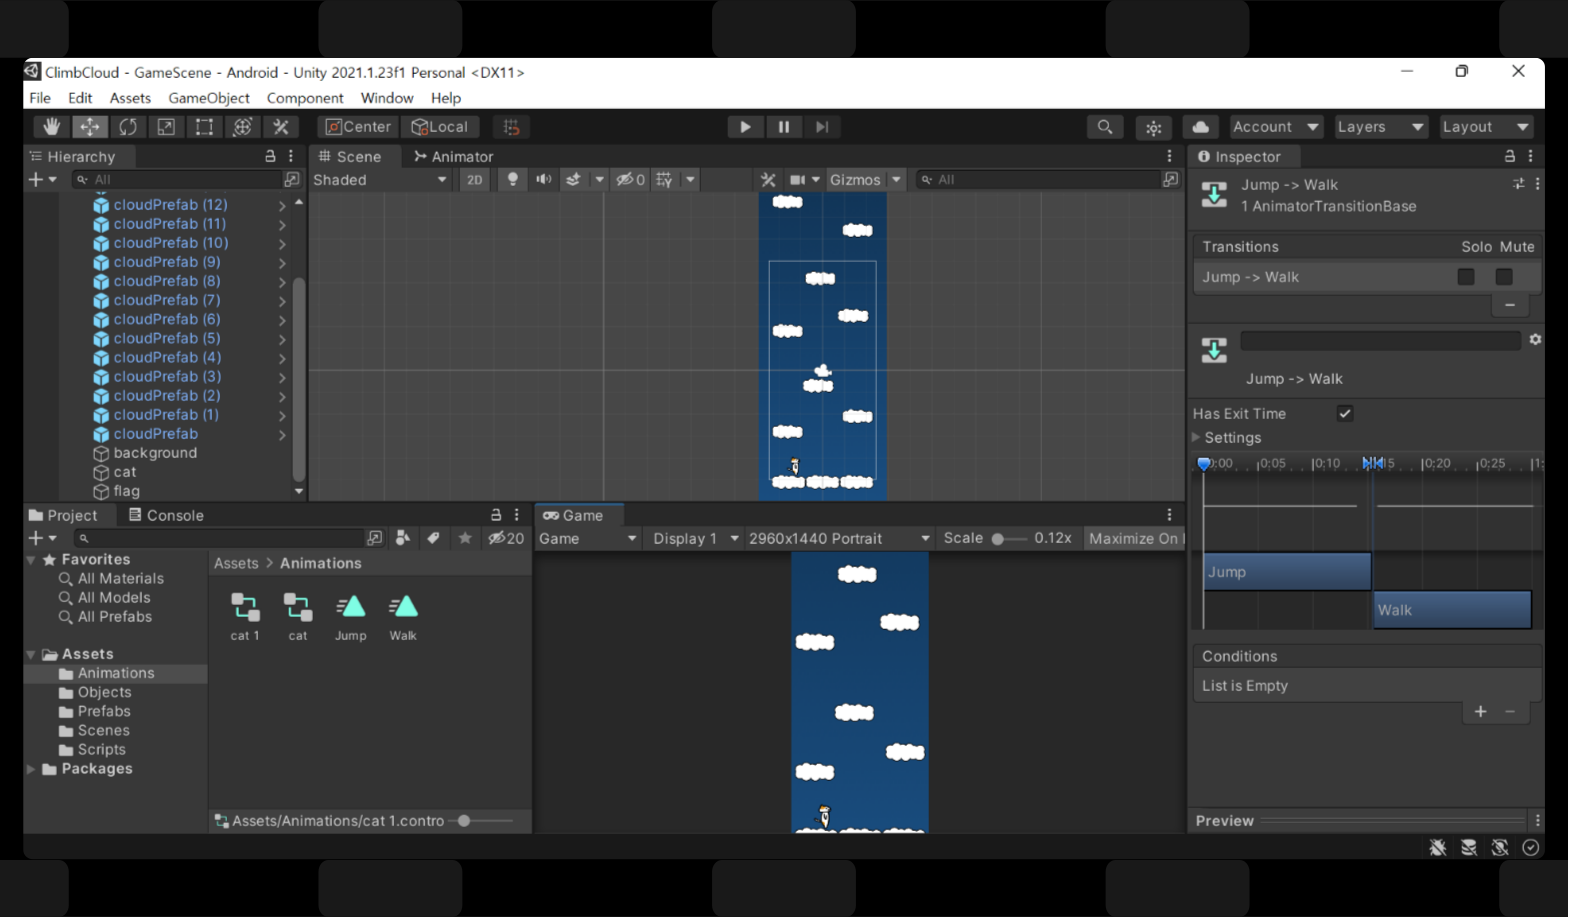 ClimbCloud - GameScene - Android - Unity 2021.1.23f1 Personal <DX11>
File Edit Assets GameObject Component Window Help
Center Local Account Layers Layout
Hierarchy
All
cloudPrefab (12)
cloudPrefab (11)
cloudPrefab (10)
cloudPrefab (9)
cloudPrefab (8)
cloudPrefab (7)
cloudPrefab (6)
cloudPrefab (5)
cloudPrefab (4)
cloudPrefab (3)
cloudPrefab (2)
cloudPrefab (1)
cloudPrefab
background
cat
flag
Scene Animator
Shaded 2D 0 Gizmos All
Inspector
Jump -> Walk
1 AnimatorTransitionBase
Transitions Solo Mute
Jump -> Walk
Jump -> Walk
Has Exit Time
Settings
0:00 0:05 0:10 15 0:20 0:25 1:
Jump
Walk
Conditions
List is Empty
+ -
Preview
Project Console
20
Favorites
All Materials
All Models
All Prefabs
Assets
Animations
Objects
Prefabs
Scenes
Scripts
Packages
Assets > Animations
cat 1 cat Jump Walk
Assets/Animations/cat 1.contro
Game
Game Display 1 2960x1440 Portrait Scale 0.12x Maximize On